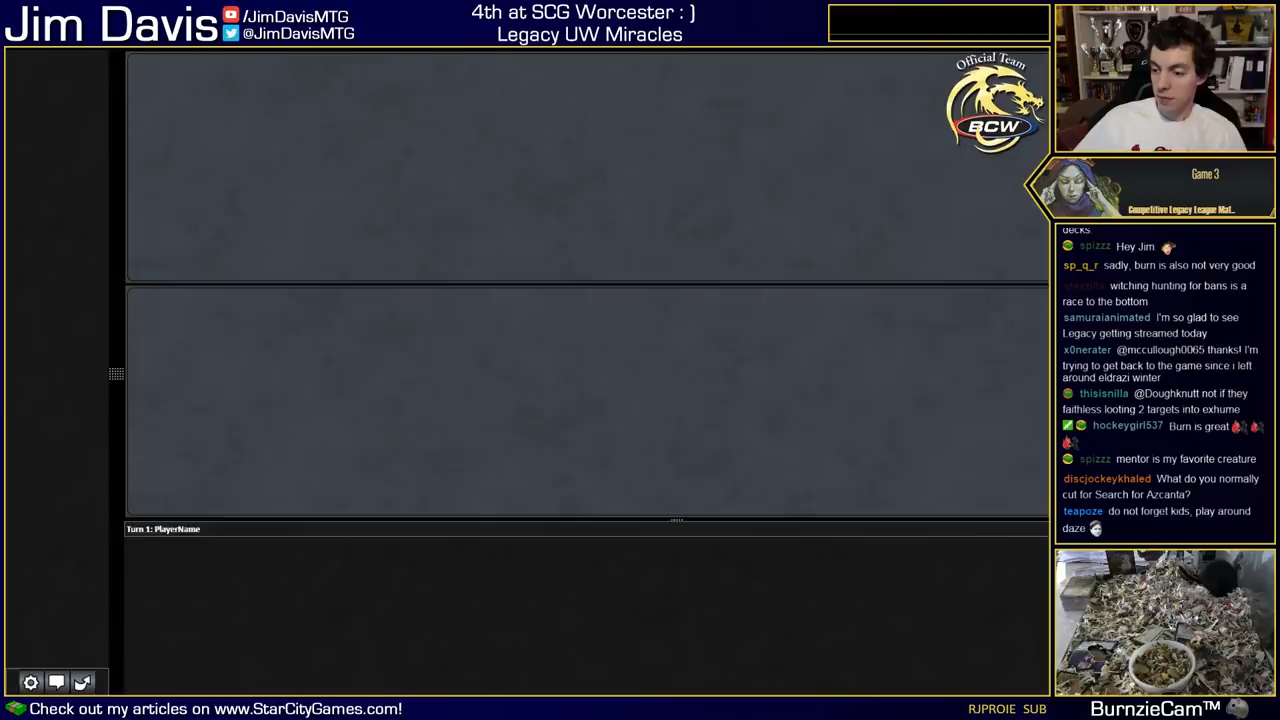 Jim Davis
/JimDavisMTG
@JimDavisMTG
4th at SCG Worcester : )
Legacy UW Miracles
Official Team
BCW
Game 3
Competitive Legacy League Mat...
decks.
spizzz Hey Jim
sp_q_r sadly, burn is also not very good
witching hunting for bans is a
race to the bottom
samuraianimated I'm so glad to see
Legacy getting streamed today
x0nerater @mccullough0065 thanks! I'm
trying to get back to the game since i left
around eldrazi winter
thisisnilla @Doughknutt not if they
faithless looting 2 targets into exhume
hockeygirl537 Burn is great
spizzz mentor is my favorite creature
discjockeykhaled What do you normally
cut for Search for Azcanta?
teapoze do not forget kids, play around
daze
Turn 1: PlayerName
Check out my articles on www.StarCityGames.com!
RJPROIE SUB
BurnzieCam™